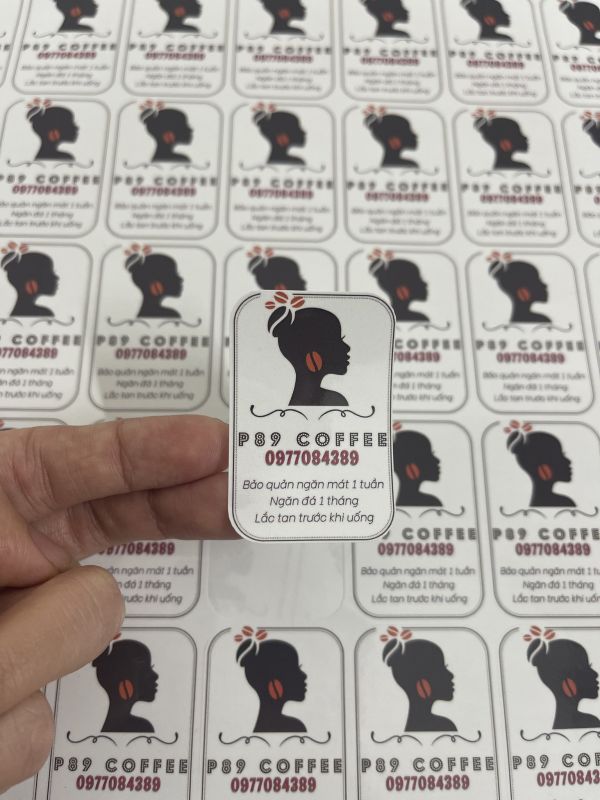 P89 COFFEE
0977084389
Bảo quản ngăn mát 1 tuần
Ngăn đá 1 tháng
Lắc tan trước khi uống